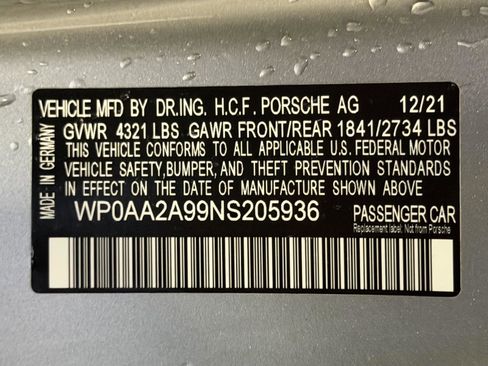 VEHICLE MFD BY DR.ING. H.C.F. PORSCHE AG 12/21
GVWR 4321 LBS GAWR FRONT/REAR 1841/2734 LBS
THIS VEHICLE CONFORMS TO ALL APPLICABLE U.S. FEDERAL MOTOR
VEHICLE SAFETY,BUMPER, AND THEFT PREVENTION STANDARDS
IN EFFECT ON THE DATE OF MANUFACTURE SHOWN ABOVE
WP0AA2A99NS205936 PASSENGER CAR
Replacement label. Not from Porsche
MADE IN GERMANY